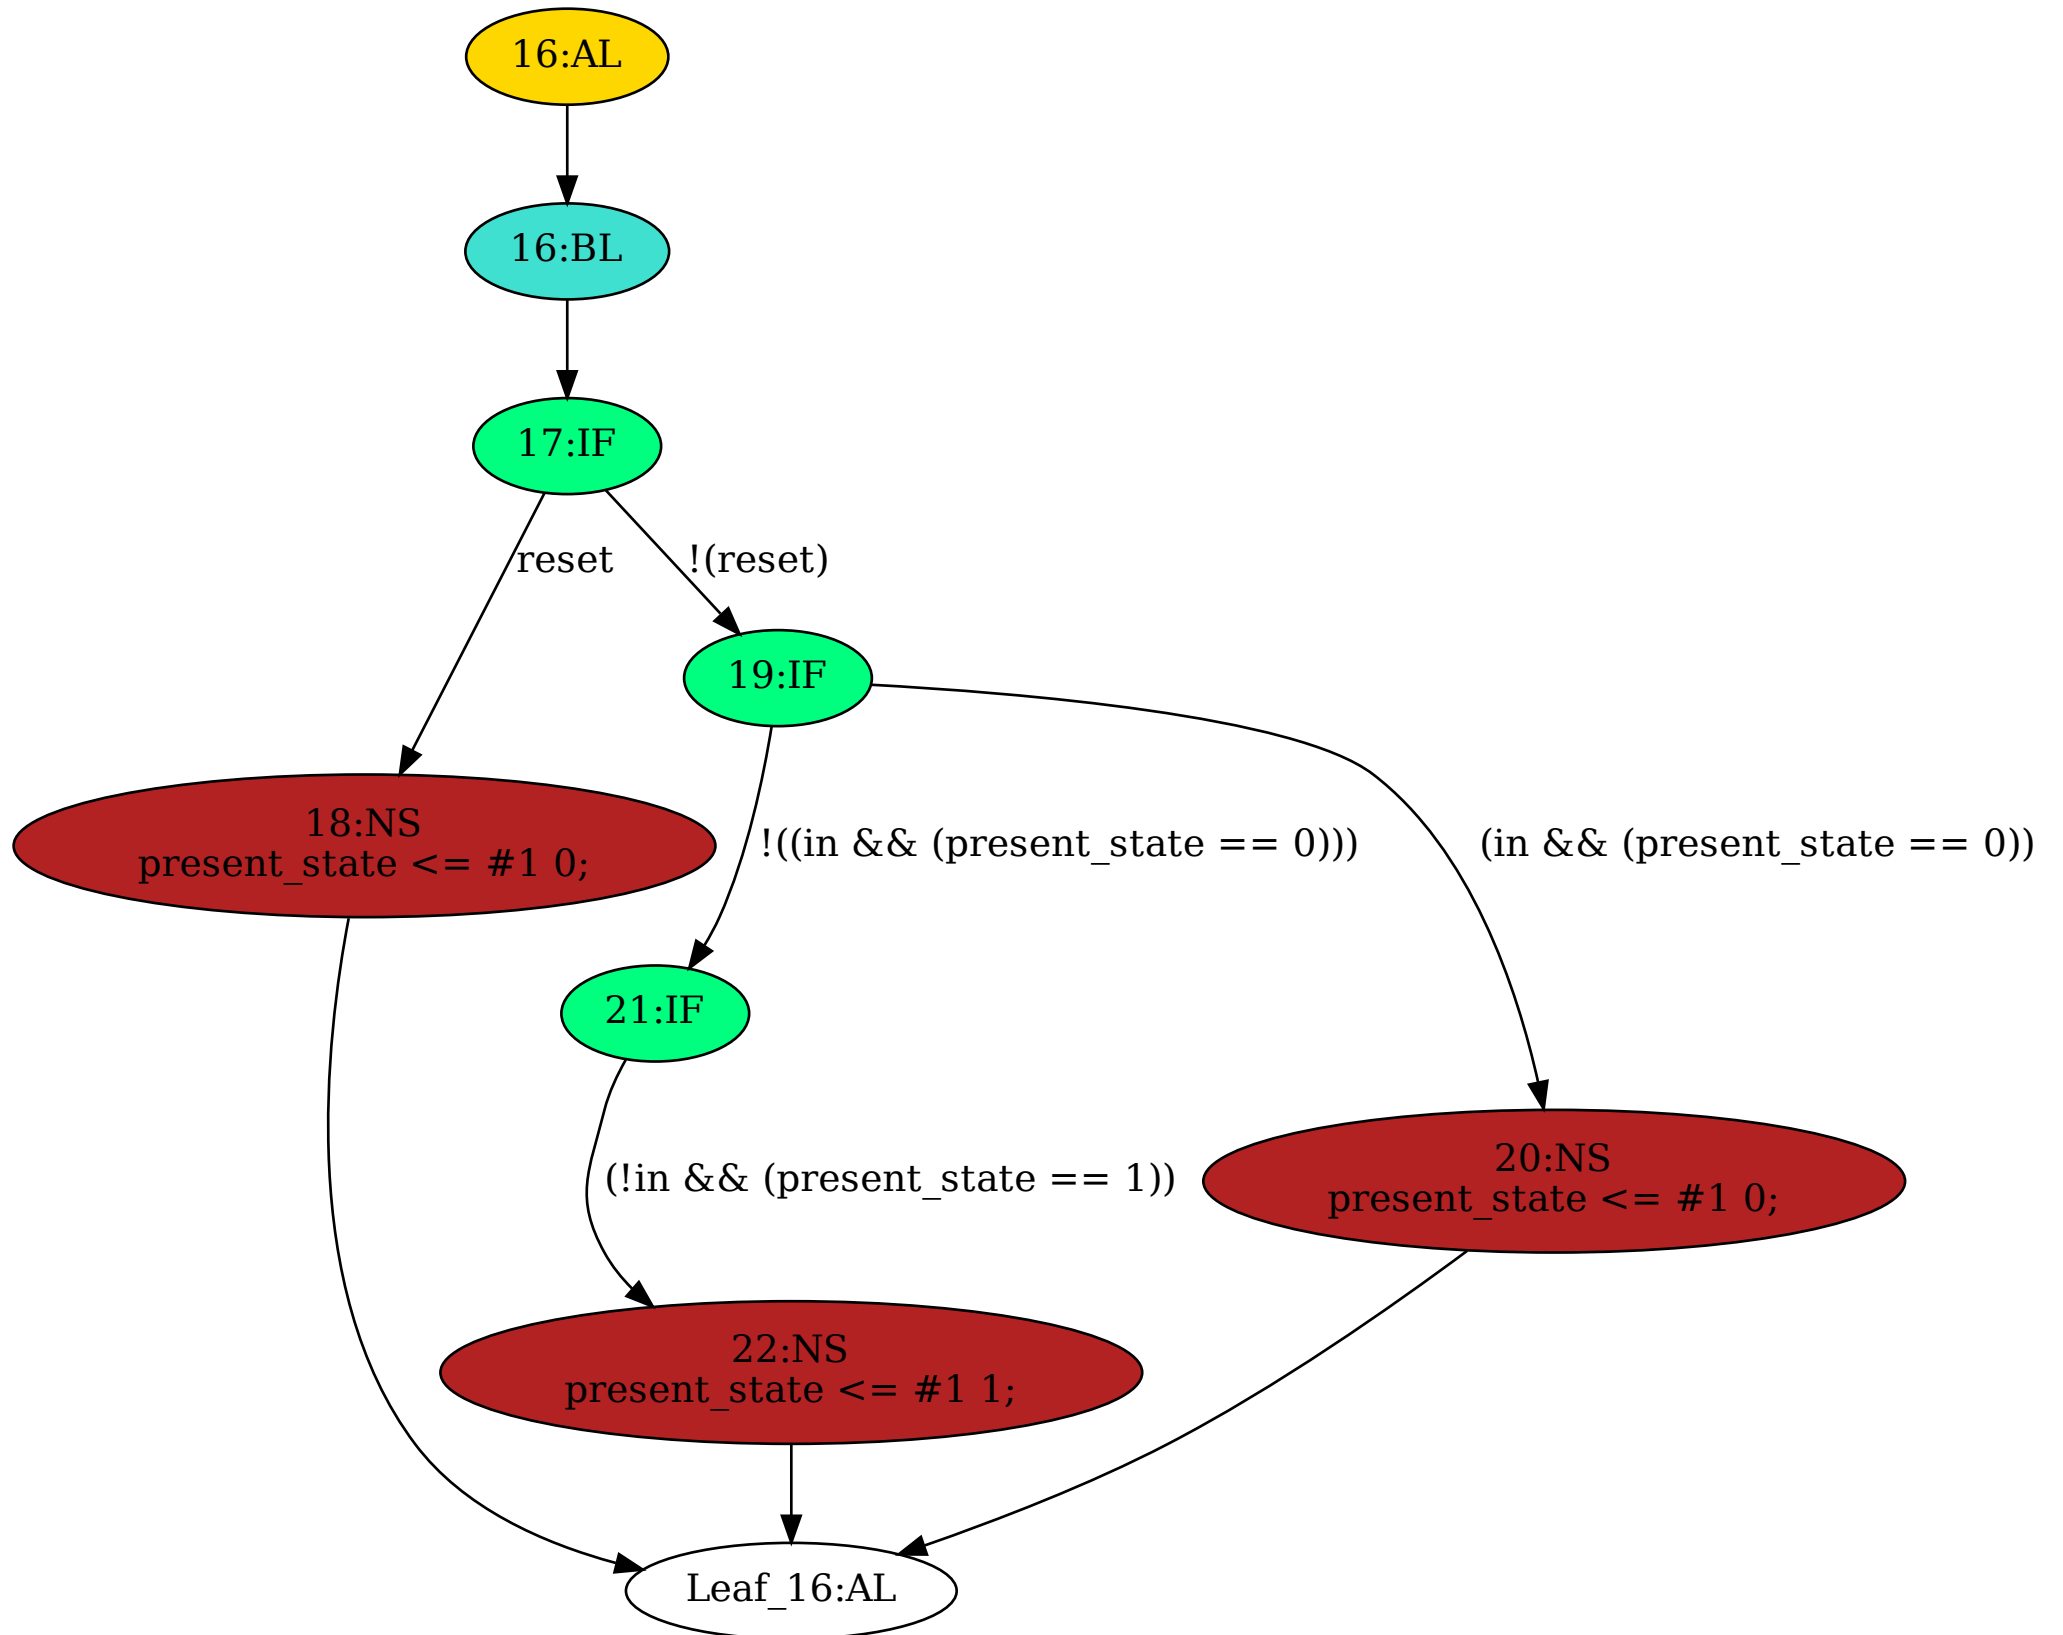 16:AL
16:BL
17:IF
reset
!(reset)
19:IF
18:NS
present_state <= #1 0;
!((in && (present_state == 0)))
(in && (present_state == 0))
21:IF
(!in && (present_state == 1))
20:NS
present_state <= #1 0;
22:NS
present_state <= #1 1;
Leaf_16:AL